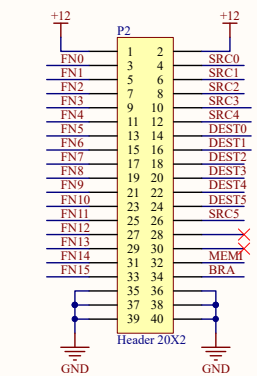 +12 +12
P2
1 2
FN0 3 4 SRC0
FN1 5 6 SRC1
FN2 7 8 SRC2
FN3 9 10 SRC3
FN4 11 12 SRC4
FN5 13 14 DEST0
FN6 15 16 DEST1
FN7 17 18 DEST2
FN8 19 20 DEST3
FN9 21 22 DEST4
FN10 23 24 DEST5
FN11 25 26 SRC5
FN12 27 28
FN13 29 30
FN14 31 32 MEMI
FN15 33 34 BRA
35 36
37 38
39 40
Header 20X2
GND GND